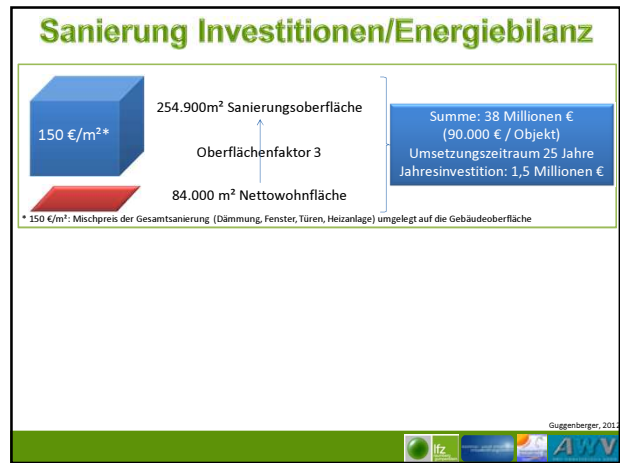 Sanierung Investitionen/Energiebilanz
150 €/m²*
254.900m² Sanierungsoberfläche
Oberflächenfaktor 3
84.000 m² Nettowohnfläche
Summe: 38 Millionen €
(90.000 € / Objekt)
Umsetzungszeitraum 25 Jahre
Jahresinvestition: 1,5 Millionen €
* 150 €/m²: Mischpreis der Gesamtsanierung (Dämmung, Fenster, Türen, Heizanlage) umgelegt auf die Gebäudeoberfläche
Guggenberger, 2012
lfz
AWV